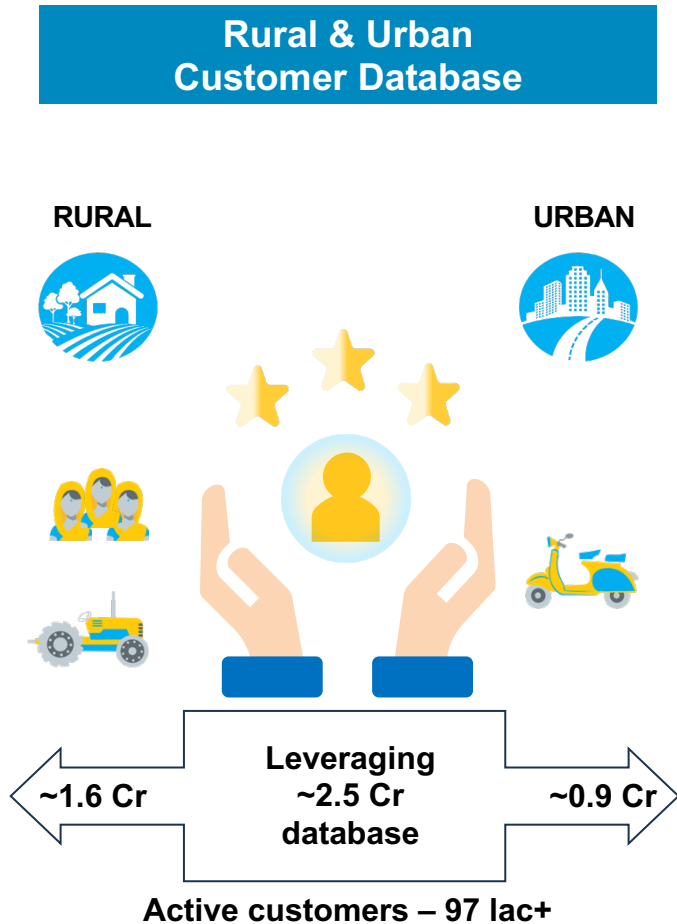 Rural & Urban
Customer Database
RURAL
URBAN
~1.6 Cr
Leveraging
~2.5 Cr
database
~0.9 Cr
Active customers – 97 lac+